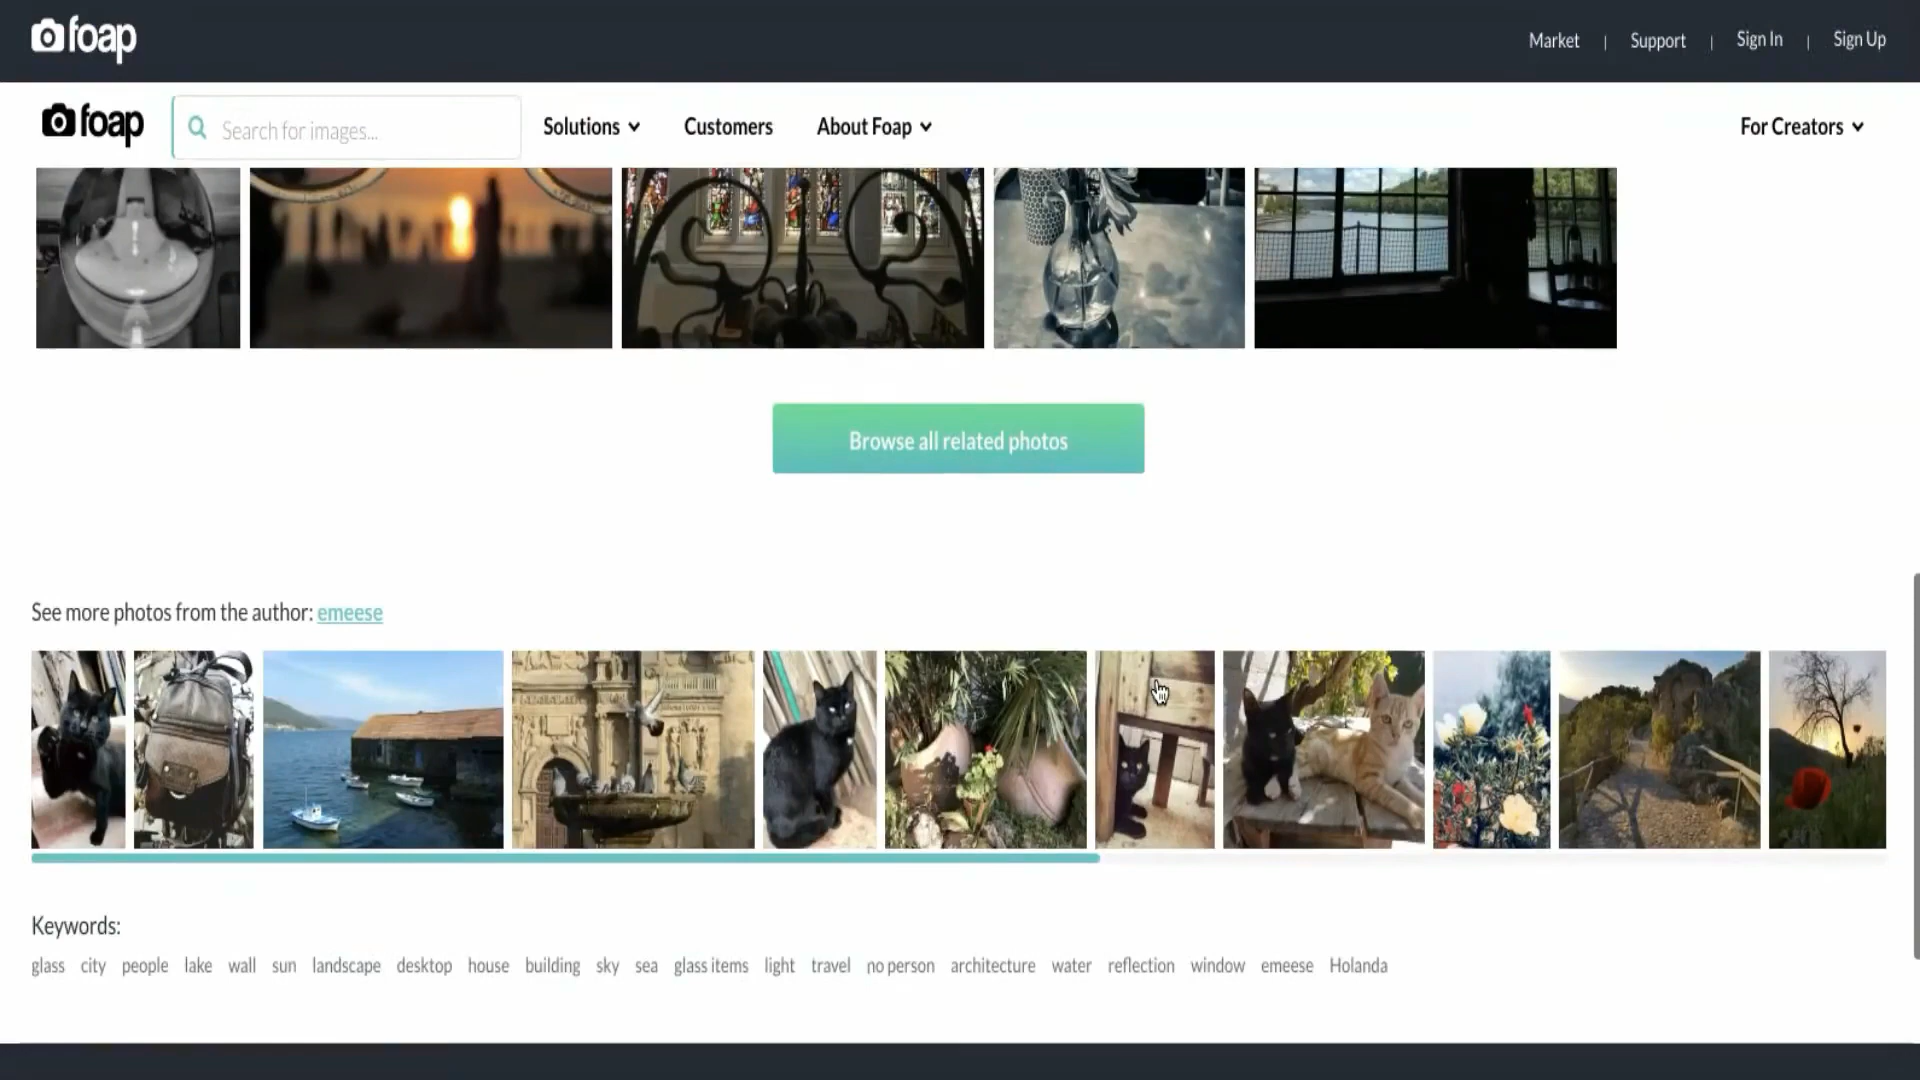 foap
Market | Support | Sign In | Sign Up
foap Search for images... Solutions Customers About Foap For Creators
Browse all related photos
See more photos from the author: emeese
Keywords:
glass city people lake wall sun landscape desktop house building sky sea glass items light travel no person architecture water reflection window emeese Holanda